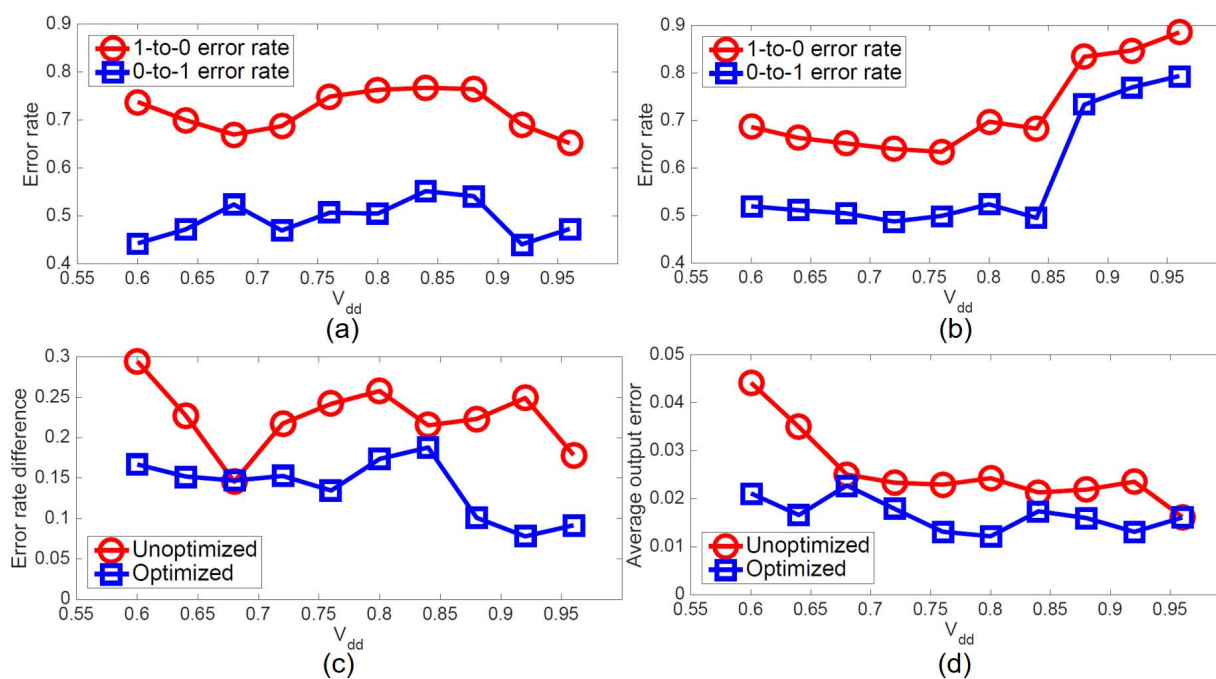 0.9
0.8
0.7
0.6
0.5
0.4
Error rate
1-to-0 error rate
0-to-1 error rate
0.55 0.6 0.65 0.7 0.75 0.8 0.85 0.9 0.95
Vdd
(a)
0.9
0.8
0.7
0.6
0.5
0.4
Error rate
1-to-0 error rate
0-to-1 error rate
0.55 0.6 0.65 0.7 0.75 0.8 0.85 0.9 0.95
Vdd
(b)
0.3
0.25
0.2
0.15
0.1
0.05
0
Error rate difference
Unoptimized
Optimized
0.55 0.6 0.65 0.7 0.75 0.8 0.85 0.9 0.95
Vdd
(c)
0.05
0.04
0.03
0.02
0.01
0
Average output error
Unoptimized
Optimized
0.55 0.6 0.65 0.7 0.75 0.8 0.85 0.9 0.95
Vdd
(d)